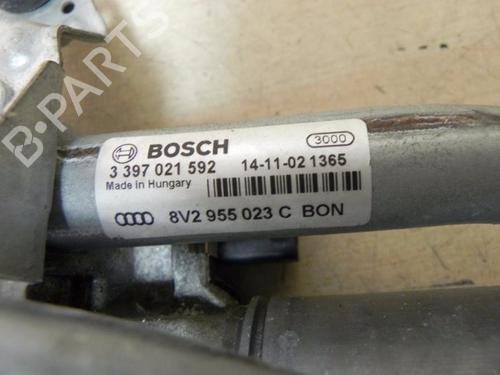 BOSCH 3000
3 397 021 592 14-11-02 1365
Made in Hungary
8V2 955 023 C BON
B-PARTS